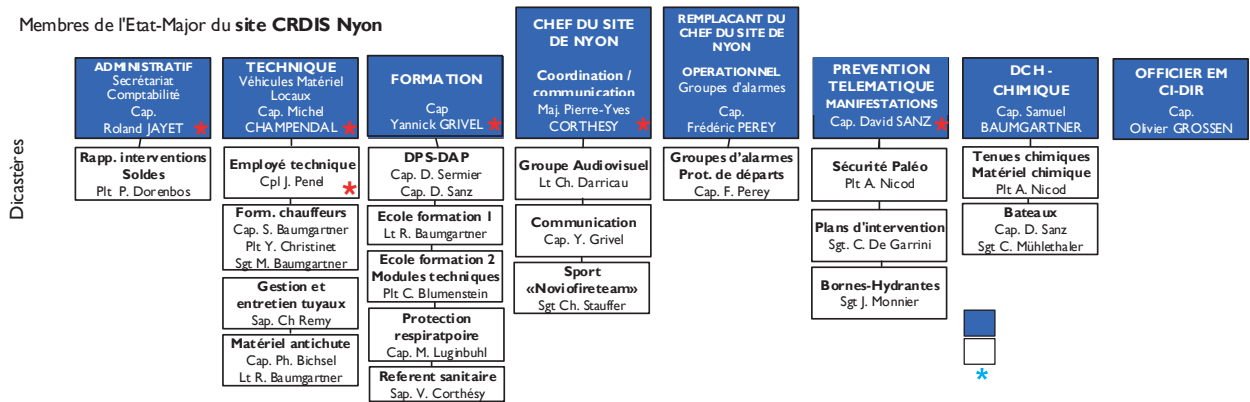 Membres de l'Etat-Major du site CRDIS Nyon
Dicastères
ADMINISTRATIF
Secrétariat
Comptabilité
Cap.
Roland JAYET *
Rapp. interventions
Soldes
Plt P. Dorenbos
TECHNIQUE
Véhicules Matériel
Locaux
Cap. Michel
CHAMPENDAL *
Employé technique
Cpl J. Penel
*
Form. chauffeurs
Cap. S. Baumgartner
Plt Y. Christinet
Sgt M. Baumgartner
Gestion et
entretien tuyaux
Sap. Ch Remy
Matériel antichute
Cap. Ph. Bichsel
Lt R. Baumgartner
FORMATION
Cap
Yannick GRIVEL *
DPS-DAP
Cap. D. Sermier
Cap. D. Sanz
Ecole formation 1
Lt R. Baumgartner
Ecole formation 2
Modules techniques
Plt C. Blumenstein
Protection
respiratpoire
Cap. M. Luginbuhl
Referent sanitaire
Sap. V. Corthésy
CHEF DU SITE
DE NYON
Coordination /
communication
Maj. Pierre-Yves
CORTHESY *
Groupe Audiovisuel
Lt Ch. Darricau
Communication
Cap. Y. Grivel
Sport
«Noviofireteam»
Sgt Ch. Stauffer
REMPLACANT DU
CHEF DU SITE DE
NYON
OPERATIONNEL
Groupes d'alarmes
Cap.
Frédéric PEREY
Groupes d'alarmes
Prot. de départs
Cap. F. Perey
PREVENTION
TELEMATIQUE
MANIFESTATIONS
Cap. David SANZ *
Sécurité Paléo
Plt A. Nicod
Plans d'intervention
Sgt. C. De Garrini
Bornes-Hydrantes
Sgt J. Monnier
DCH -
CHIMIQUE
Cap. Samuel
BAUMGARTNER
Tenues chimiques
Matériel chimique
Plt A. Nicod
Bateaux
Cap. D. Sanz
Sgt C. Mühlethaler
OFFICIER EM
CI-DIR
Cap.
Olivier GROSSEN
*